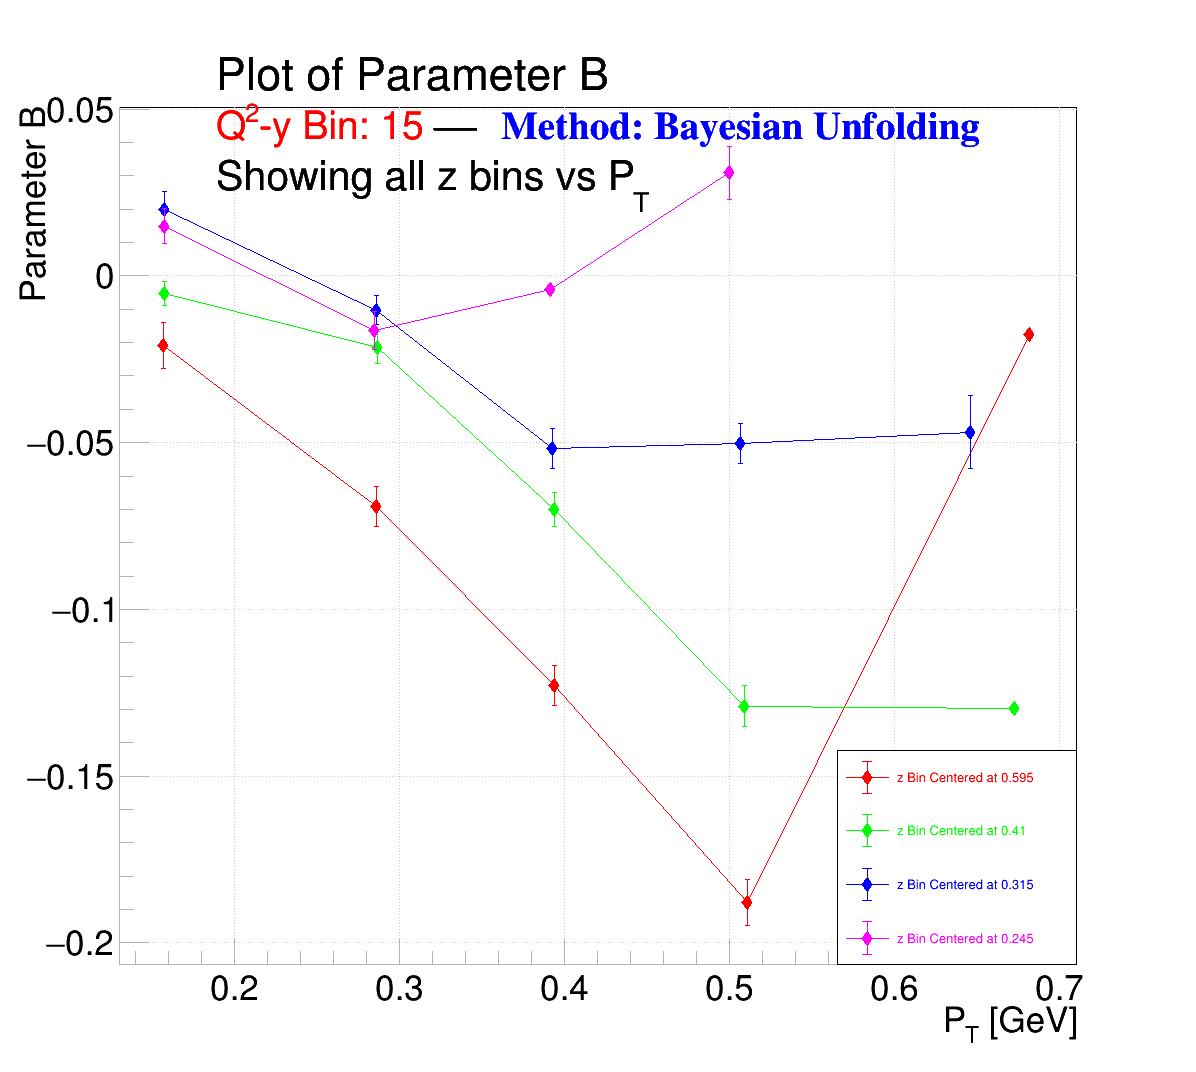 Plot of Parameter B
Q²-y Bin: 15 — Method: Bayesian Unfolding
Showing all z bins vs P_T
Parameter B
0.05
0
−0.05
−0.1
−0.15
−0.2
z Bin Centered at 0.595
z Bin Centered at 0.41
z Bin Centered at 0.315
z Bin Centered at 0.245
0.2 0.3 0.4 0.5 0.6 0.7
P_T [GeV]